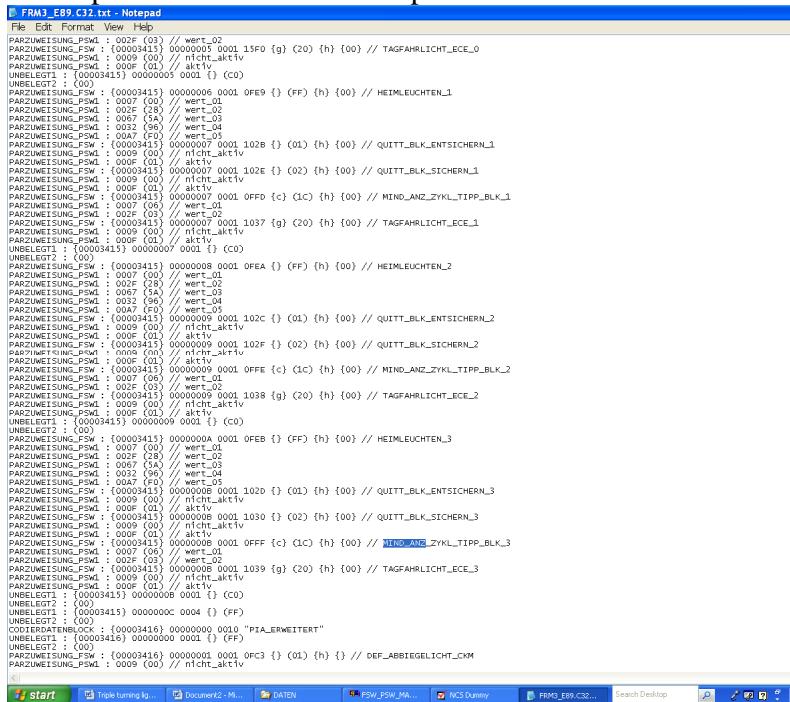 FRM3_E89.C32.txt - Notepad
File Edit Format View Help
PARZUWEISUNG_PSW1 : 002F (03) // wert_02
PARZUWEISUNG_FSW : {00003415} 00000005 0001 15F0 {g} (20) {h} {00} // TAGFAHRLICHT_ECE_0
PARZUWEISUNG_PSW1 : 0009 (00) // nicht_aktiv
PARZUWEISUNG_PSW1 : 000F (01) // aktiv
UNBELEGT1 : {00003415} 00000005 0001 {} (C0)
UNBELEGT2 : (00)
PARZUWEISUNG_FSW : {00003415} 00000006 0001 0FE9 {} (FF) {h} {00} // HEIMLEUCHTEN_1
PARZUWEISUNG_PSW1 : 0007 (00) // wert_01
PARZUWEISUNG_PSW1 : 002F (28) // wert_02
PARZUWEISUNG_PSW1 : 0067 (5A) // wert_03
PARZUWEISUNG_PSW1 : 0032 (96) // wert_04
PARZUWEISUNG_PSW1 : 00A7 (F0) // wert_05
PARZUWEISUNG_FSW : {00003415} 00000007 0001 102B {} (01) {h} {00} // QUITT_BLK_ENTSICHERN_1
PARZUWEISUNG_PSW1 : 0009 (00) // nicht_aktiv
PARZUWEISUNG_PSW1 : 000F (01) // aktiv
PARZUWEISUNG_FSW : {00003415} 00000007 0001 102E {} (02) {h} {00} // QUITT_BLK_SICHERN_1
PARZUWEISUNG_PSW1 : 0009 (00) // nicht_aktiv
PARZUWEISUNG_PSW1 : 000F (01) // aktiv
PARZUWEISUNG_FSW : {00003415} 00000007 0001 0FFD {c} (1C) {h} {00} // MIND_ANZ_ZYKL_TIPP_BLK_1
PARZUWEISUNG_PSW1 : 0007 (06) // wert_01
PARZUWEISUNG_PSW1 : 002F (03) // wert_02
PARZUWEISUNG_FSW : {00003415} 00000007 0001 1037 {g} (20) {h} {00} // TAGFAHRLICHT_ECE_1
PARZUWEISUNG_PSW1 : 0009 (00) // nicht_aktiv
PARZUWEISUNG_PSW1 : 000F (01) // aktiv
UNBELEGT1 : {00003415} 00000007 0001 {} (C0)
UNBELEGT2 : (00)
PARZUWEISUNG_FSW : {00003415} 00000008 0001 0FEA {} (FF) {h} {00} // HEIMLEUCHTEN_2
PARZUWEISUNG_PSW1 : 0007 (00) // wert_01
PARZUWEISUNG_PSW1 : 002F (28) // wert_02
PARZUWEISUNG_PSW1 : 0067 (5A) // wert_03
PARZUWEISUNG_PSW1 : 0032 (96) // wert_04
PARZUWEISUNG_PSW1 : 00A7 (F0) // wert_05
PARZUWEISUNG_FSW : {00003415} 00000009 0001 102C {} (01) {h} {00} // QUITT_BLK_ENTSICHERN_2
PARZUWEISUNG_PSW1 : 0009 (00) // nicht_aktiv
PARZUWEISUNG_PSW1 : 000F (01) // aktiv
PARZUWEISUNG_FSW : {00003415} 00000009 0001 102F {} (02) {h} {00} // QUITT_BLK_SICHERN_2
PARZUWEISUNG_PSW1 : 0009 (00) // nicht_aktiv
PARZUWEISUNG_PSW1 : 000F (01) // aktiv
PARZUWEISUNG_FSW : {00003415} 00000009 0001 0FFE {c} (1C) {h} {00} // MIND_ANZ_ZYKL_TIPP_BLK_2
PARZUWEISUNG_PSW1 : 0007 (06) // wert_01
PARZUWEISUNG_PSW1 : 002F (03) // wert_02
PARZUWEISUNG_FSW : {00003415} 00000009 0001 1038 {g} (20) {h} {00} // TAGFAHRLICHT_ECE_2
PARZUWEISUNG_PSW1 : 0009 (00) // nicht_aktiv
PARZUWEISUNG_PSW1 : 000F (01) // aktiv
UNBELEGT1 : {00003415} 00000009 0001 {} (C0)
UNBELEGT2 : (00)
PARZUWEISUNG_FSW : {00003415} 0000000A 0001 0FEB {} (FF) {h} {00} // HEIMLEUCHTEN_3
PARZUWEISUNG_PSW1 : 0007 (00) // wert_01
PARZUWEISUNG_PSW1 : 002F (28) // wert_02
PARZUWEISUNG_PSW1 : 0067 (5A) // wert_03
PARZUWEISUNG_PSW1 : 0032 (96) // wert_04
PARZUWEISUNG_PSW1 : 00A7 (F0) // wert_05
PARZUWEISUNG_FSW : {00003415} 0000000B 0001 102D {} (01) {h} {00} // QUITT_BLK_ENTSICHERN_3
PARZUWEISUNG_PSW1 : 0009 (00) // nicht_aktiv
PARZUWEISUNG_PSW1 : 000F (01) // aktiv
PARZUWEISUNG_FSW : {00003415} 0000000B 0001 1030 {} (02) {h} {00} // QUITT_BLK_SICHERN_3
PARZUWEISUNG_PSW1 : 0009 (00) // nicht_aktiv
PARZUWEISUNG_PSW1 : 000F (01) // aktiv
PARZUWEISUNG_FSW : {00003415} 0000000B 0001 0FFF {c} (1C) {h} {00} // MIND_ANZ_ZYKL_TIPP_BLK_3
PARZUWEISUNG_PSW1 : 0007 (06) // wert_01
PARZUWEISUNG_PSW1 : 002F (03) // wert_02
PARZUWEISUNG_FSW : {00003415} 0000000B 0001 1039 {g} (20) {h} {00} // TAGFAHRLICHT_ECE_3
PARZUWEISUNG_PSW1 : 0009 (00) // nicht_aktiv
PARZUWEISUNG_PSW1 : 000F (01) // aktiv
UNBELEGT1 : {00003415} 0000000B 0001 {} (C0)
UNBELEGT2 : (00)
UNBELEGT1 : {00003415} 0000000C 0004 {} (FF)
UNBELEGT2 : (00)
CODIERDATENBLOCK : {00003416} 00000000 0010 "PIA_ERWEITERT"
UNBELEGT1 : {00003416} 00000000 0001 {} (FF)
UNBELEGT2 : (00)
PARZUWEISUNG_FSW : {00003416} 00000001 0001 0FC3 {} (01) {h} {} // DEF_ABBIEGELICHT_CKM
PARZUWEISUNG_PSW1 : 0009 (00) // nicht_aktiv
start Triple turning lig... Document2 - Mi... DATEN FSW_PSW_MA... NCS Dummy FRM3_E89.C32... Search Desktop